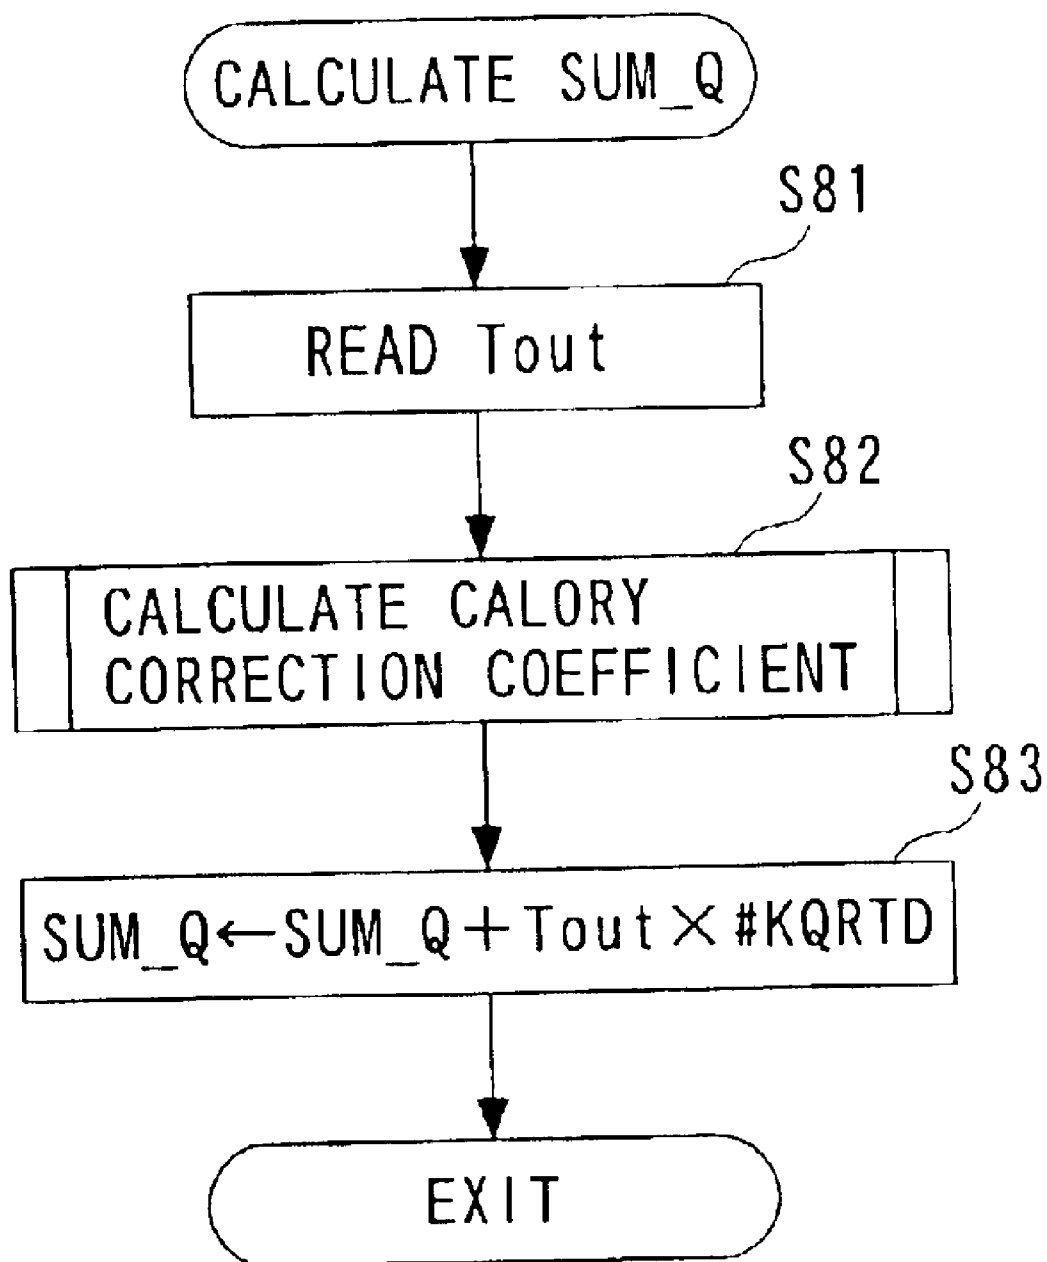 CALCULATE SUM_Q
S81
READ Tout
S82
CALCULATE CALORY
CORRECTION COEFFICIENT
S83
SUM_Q←SUM_Q+Tout×#KQRTD
EXIT